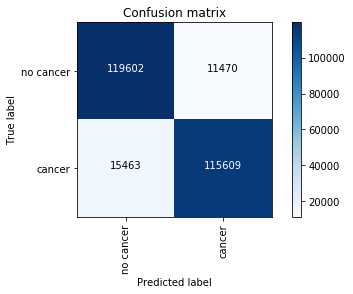 Confusion matrix
no cancer
119602
11470
cancer
15463
115609
True label
no cancer
cancer
Predicted label
100000
80000
60000
40000
20000